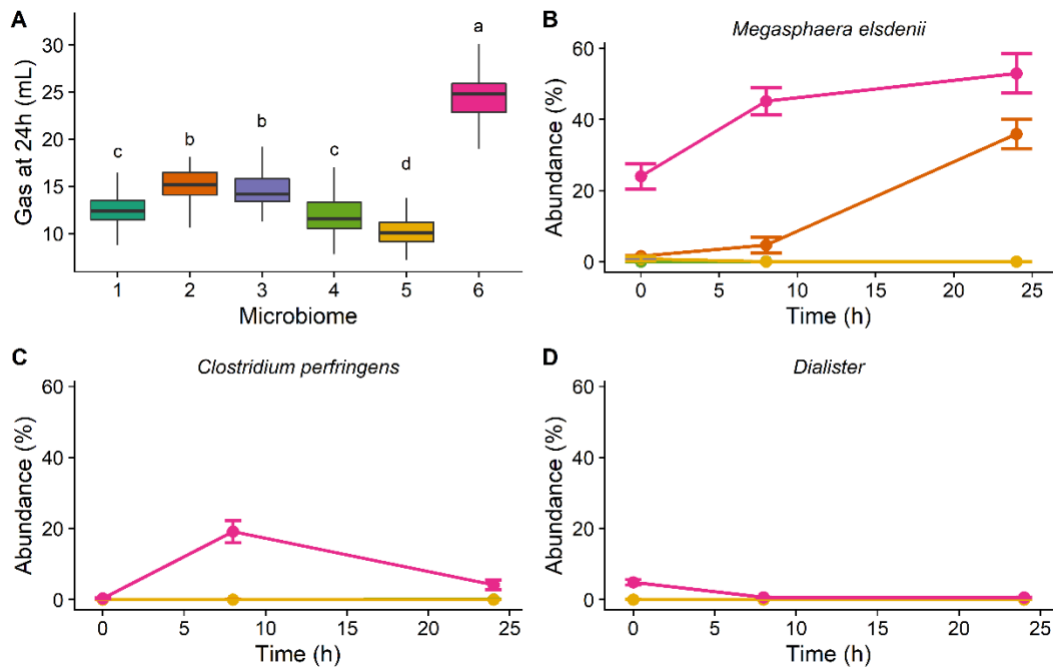 A
Gas at 24h (mL)
30
25
20
15
10
c
b
b
c
d
a
1 2 3 4 5 6
Microbiome
B
Megasphaera elsdenii
Abundance (%)
60
40
20
0
0 5 10 15 20 25
Time (h)
C
Clostridium perfringens
Abundance (%)
60
40
20
0
0 5 10 15 20 25
Time (h)
D
Dialister
Abundance (%)
60
40
20
0
0 5 10 15 20 25
Time (h)